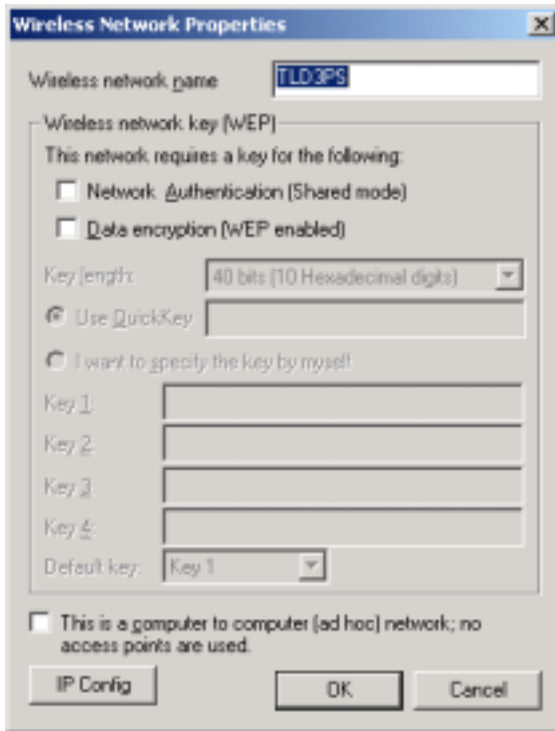 Wireless Network Properties
Wireless network name TLD3PS
Wireless network key (WEP)
This network requires a key for the following:
Network Authentication (Shared mode)
Data encryption (WEP enabled)
Key length: 40 bits (10 Hexadecimal digits)
Use QuickKey
I want to specify the key by myself
Key 1:
Key 2:
Key 3:
Key 4:
Default key: Key 1
This is a computer to computer (ad hoc) network; no
access points are used.
IP Config OK Cancel